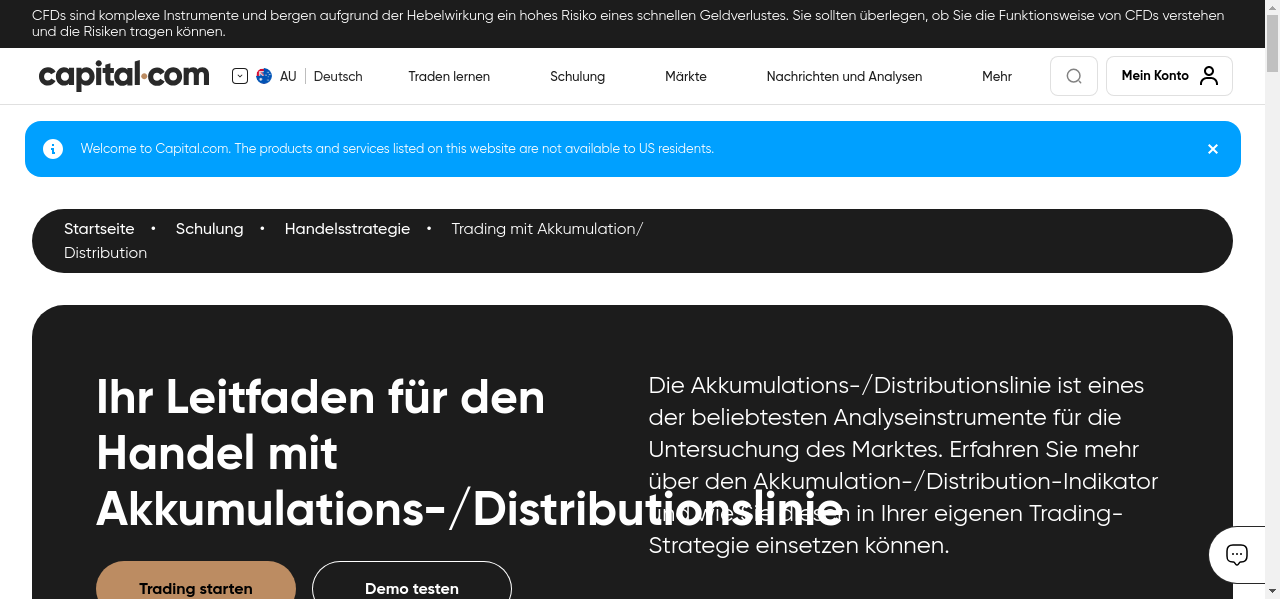 CFDs sind komplexe Instrumente und bergen aufgrund der Hebelwirkung ein hohes Risiko eines schnellen Geldverlustes. Sie sollten überlegen, ob Sie die Funktionsweise von CFDs verstehen
und die Risiken tragen können.
capital.com
AU Deutsch Traden lernen Schulung Märkte Nachrichten und Analysen Mehr Mein Konto
Welcome to Capital.com. The products and services listed on this website are not available to US residents.
Startseite • Schulung • Handelsstrategie • Trading mit Akkumulation/
Distribution
Ihr Leitfaden für den
Handel mit
Akkumulations-/Distributionslinie
Die Akkumulations-/Distributionslinie ist eines
der beliebtesten Analyseinstrumente für die
Untersuchung des Marktes. Erfahren Sie mehr
über den Akkumulation-/Distribution-Indikator
und wie Sie diesen in Ihrer eigenen Trading-
Strategie einsetzen können.
Trading starten
Demo testen